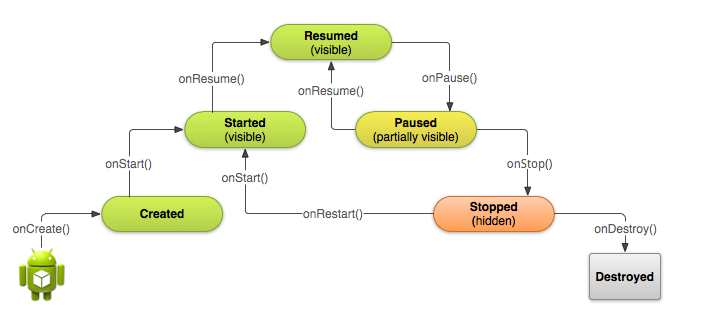 Resumed
(visible)
onResume()
onPause()
onResume()
Started
(visible)
Paused
(partially visible)
onStart()
onStart()
onStop()
Created
onRestart()
Stopped
(hidden)
onCreate()
onDestroy()
Destroyed